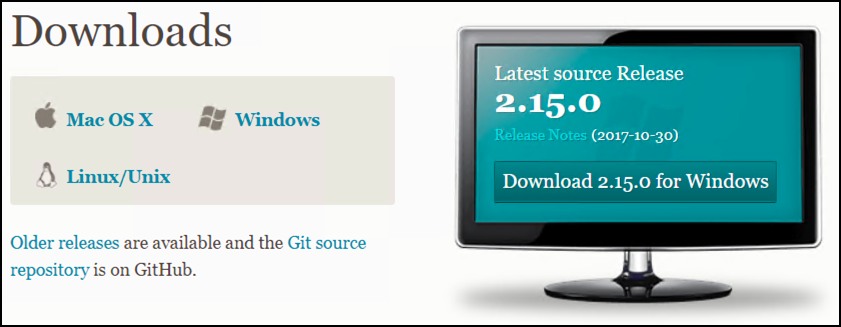 Downloads
Mac OS X
Windows
Linux/Unix
Older releases are available and the Git source
repository is on GitHub.
Latest source Release
2.15.0
Release Notes (2017-10-30)
Download 2.15.0 for Windows